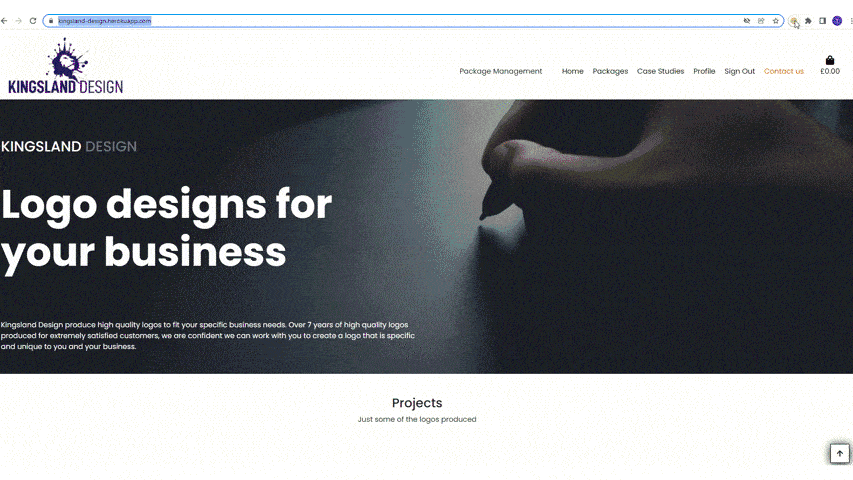 kingsland-design.herokuapp.com
KINGSLAND DESIGN
Package Management Home Packages Case Studies Profile Sign Out Contact us £0.00
KINGSLAND DESIGN
Logo designs for
your business
Kingsland Design produce high quality logos to fit your specific business needs. Over 7 years of high quality logos
produced for extremely satisfied customers, we are confident we can work with you to create a logo that is specific
and unique to you and your business.
Projects
Just some of the logos produced